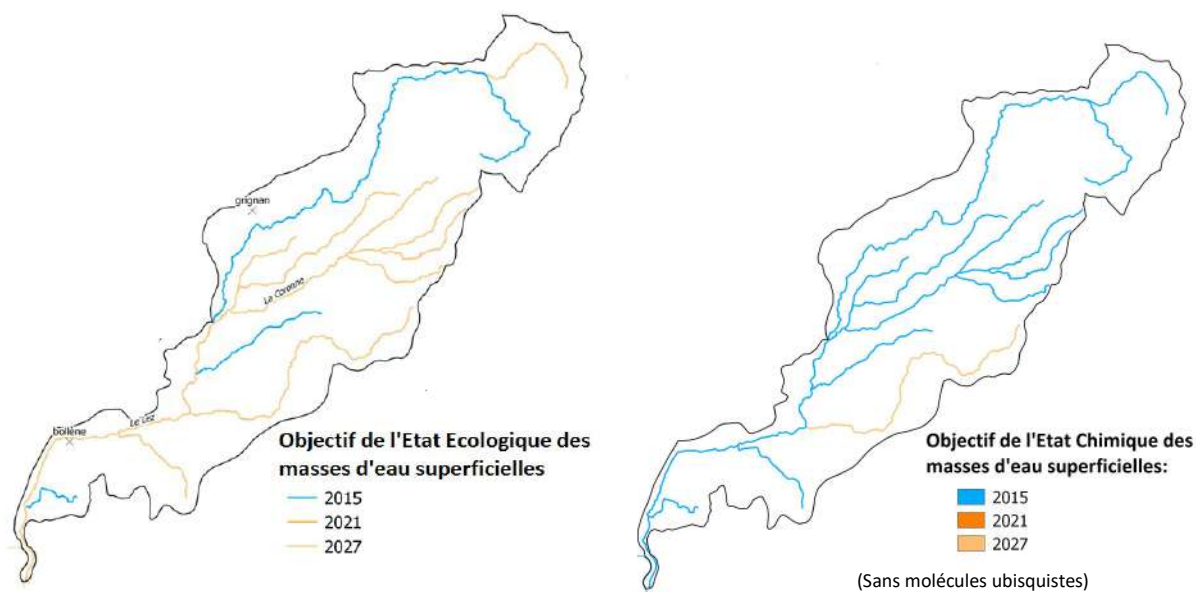 grignan
La Coronne
Le Lez
bollène
Objectif de l'Etat Ecologique des
masses d'eau superficielles
2015
2021
2027
Objectif de l'Etat Chimique des
masses d'eau superficielles:
2015
2021
2027
(Sans molécules ubisquistes)